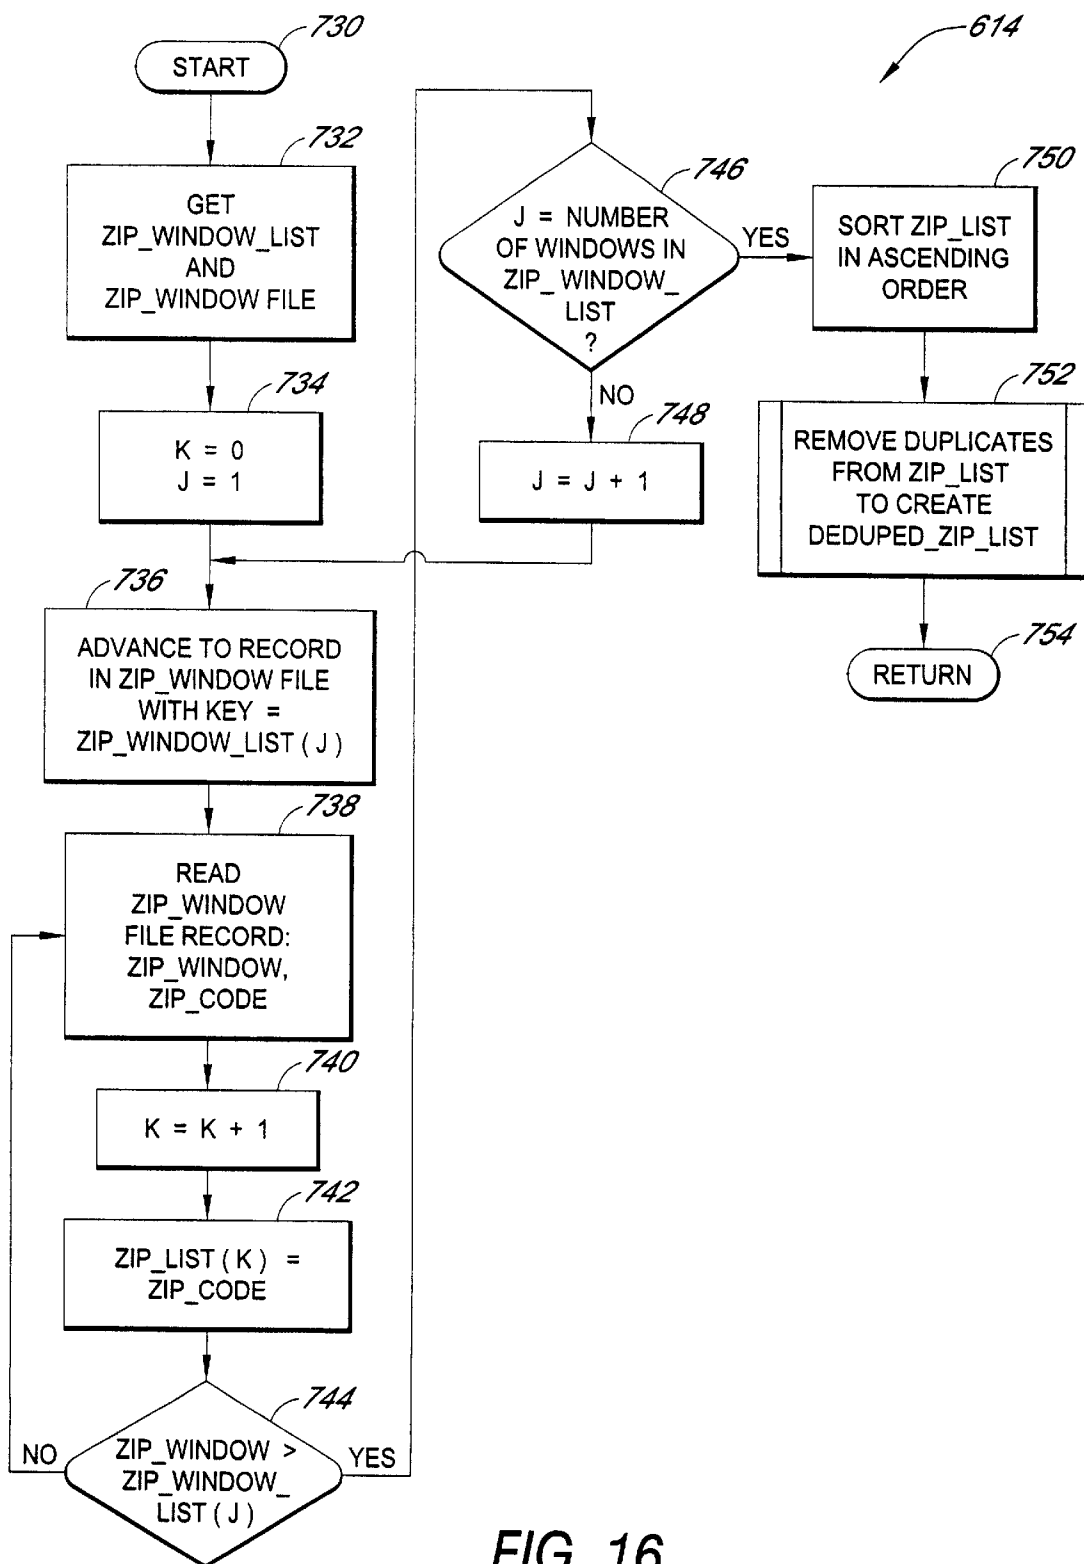 730
START
732
GET
ZIP_WINDOW_LIST
AND
ZIP_WINDOW FILE
734
K = 0
J = 1
736
ADVANCE TO RECORD
IN ZIP_WINDOW FILE
WITH KEY =
ZIP_WINDOW_LIST ( J )
738
READ
ZIP_WINDOW
FILE RECORD:
ZIP_WINDOW,
ZIP_CODE
740
K = K + 1
742
ZIP_LIST ( K ) =
ZIP_CODE
744
ZIP_WINDOW >
ZIP_WINDOW_
LIST ( J )
NO
YES
614
746
J = NUMBER
OF WINDOWS IN
ZIP_WINDOW_
LIST
?
YES
NO
748
J = J + 1
750
SORT ZIP_LIST
IN ASCENDING
ORDER
752
REMOVE DUPLICATES
FROM ZIP_LIST
TO CREATE
DEDUPED_ZIP_LIST
754
RETURN
FIG. 16